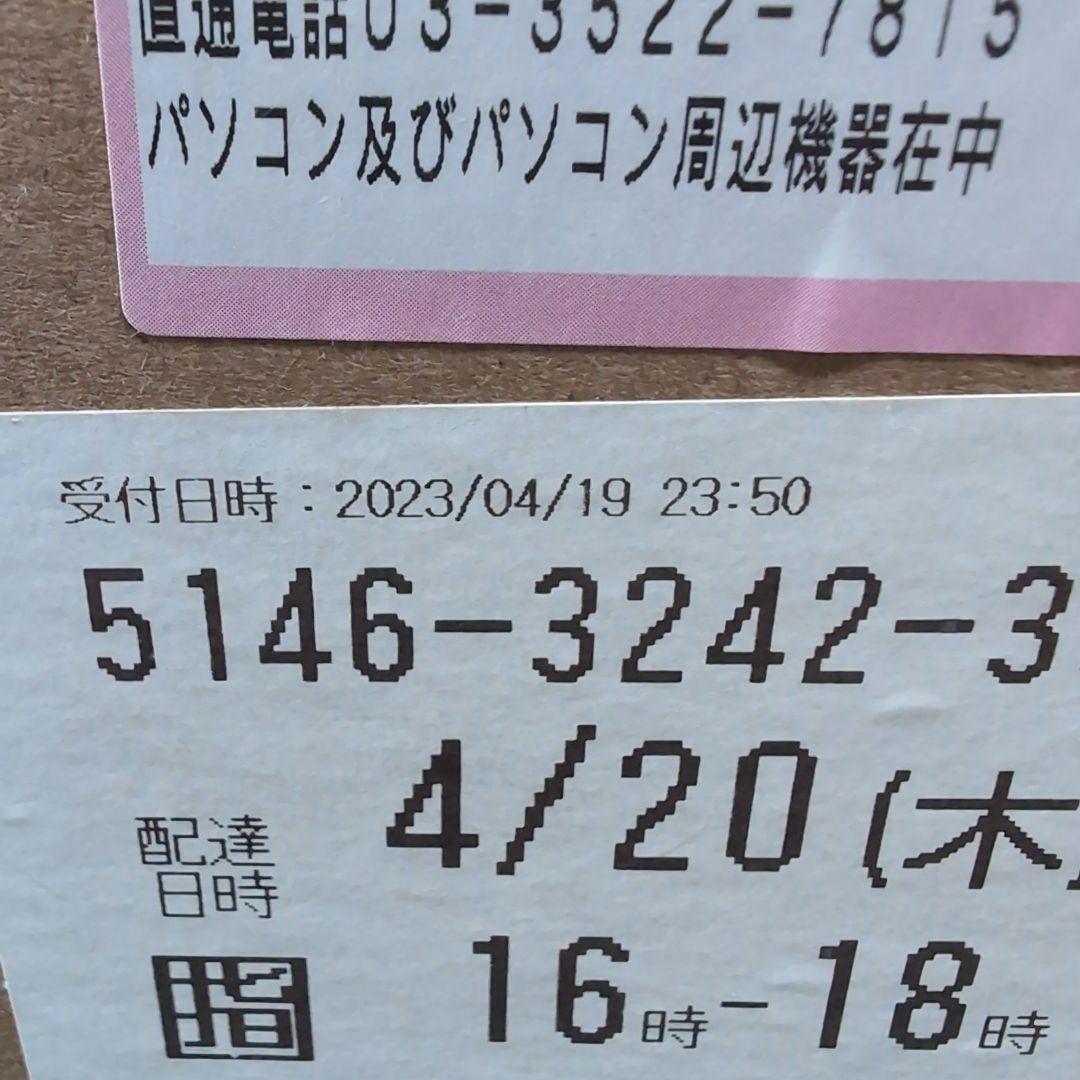 直通電話03-3522-7815
パソコン及びパソコン周辺機器在中
受付日時:2023/04/19 23:50
5146-3242-3
4/20(木)
配達
日時
指 16時-18時